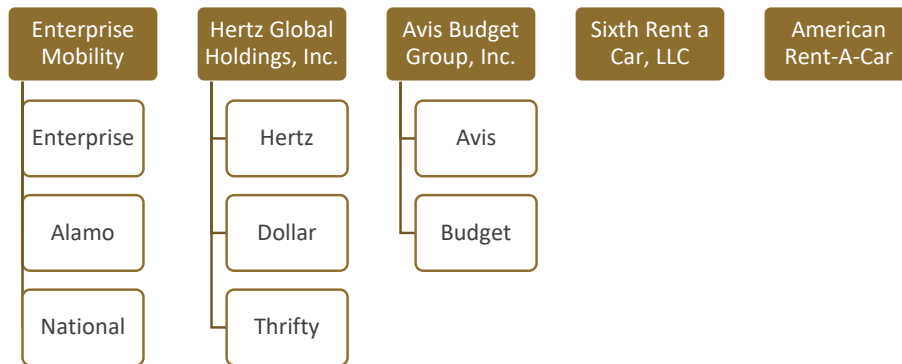 Enterprise
Mobility
Hertz Global
Holdings, Inc.
Avis Budget
Group, Inc.
Sixth Rent a
Car, LLC
American
Rent-A-Car
Enterprise
Hertz
Avis
Alamo
Dollar
Budget
National
Thrifty